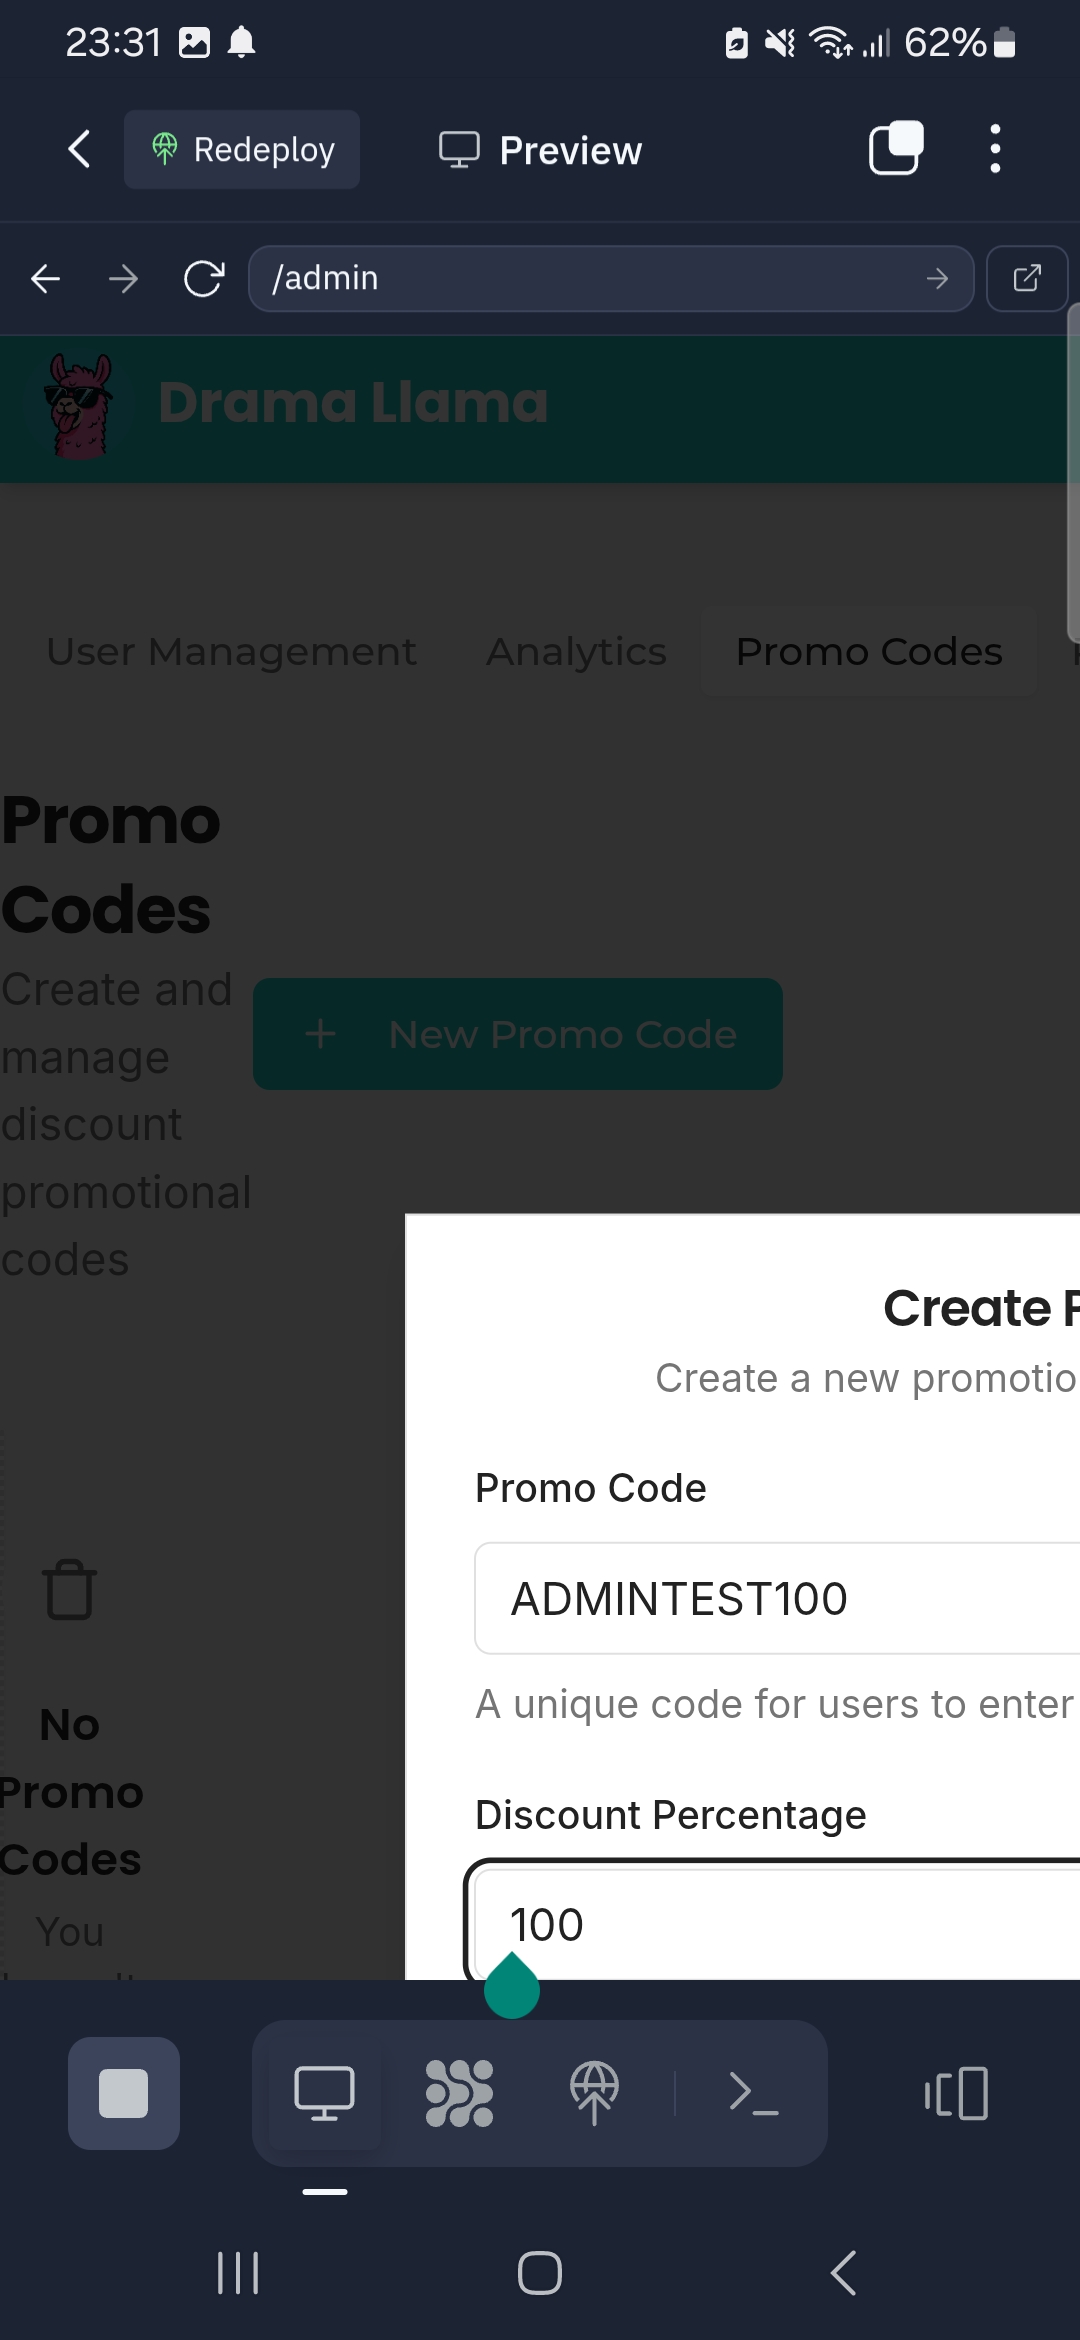 23:31
62%
Redeploy
Preview
/admin
Drama Llama
User Management
Analytics
Promo Codes
Promo
Codes
Create and
manage
discount
promotional
codes
+ New Promo Code
Create
Create a new promotio
Promo Code
ADMINTEST100
A unique code for users to enter
Discount Percentage
100
No
Promo
Codes
You